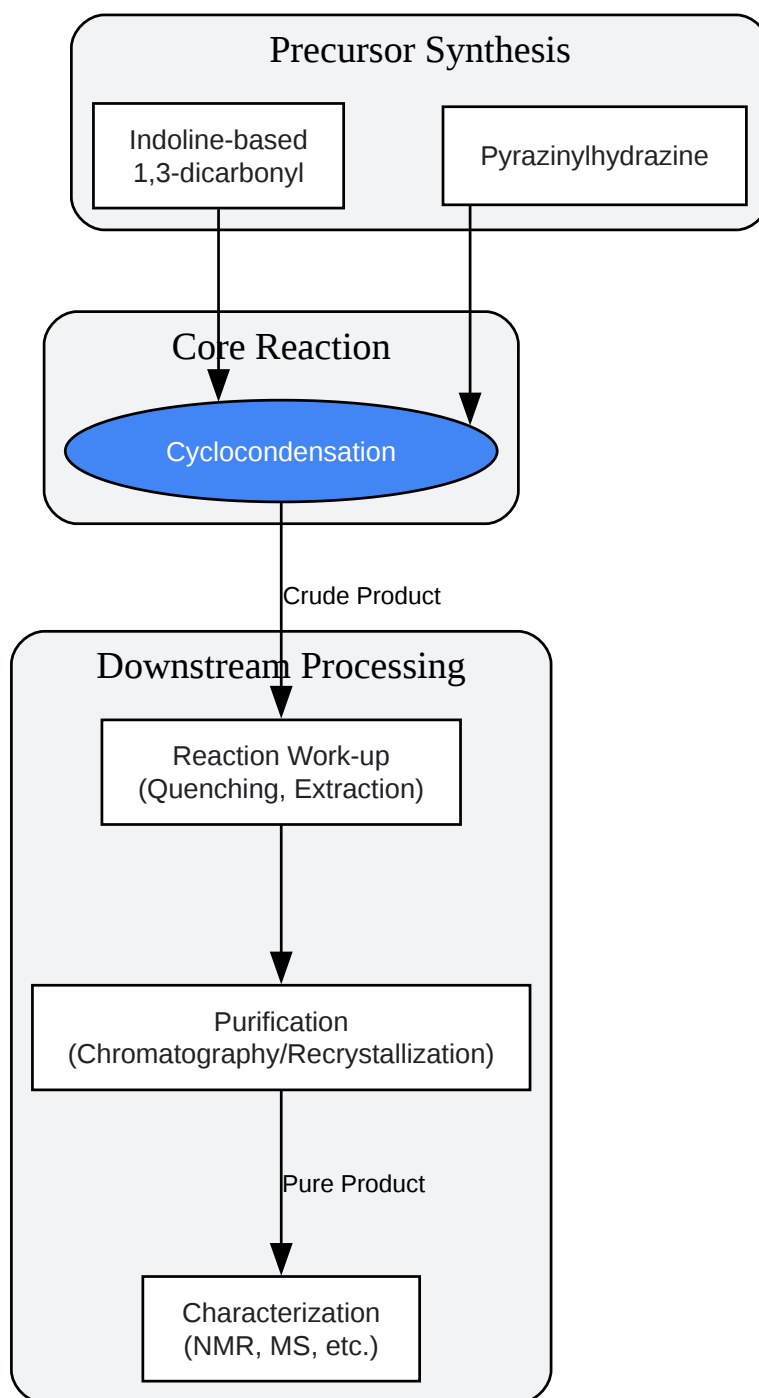 Precursor Synthesis
Indoline-based
1,3-dicarbonyl
Pyrazinylhydrazine
Core Reaction
Cyclocondensation
Crude Product
Downstream Processing
Reaction Work-up
(Quenching, Extraction)
Purification
(Chromatography/Recrystallization)
Pure Product
Characterization
(NMR, MS, etc.)